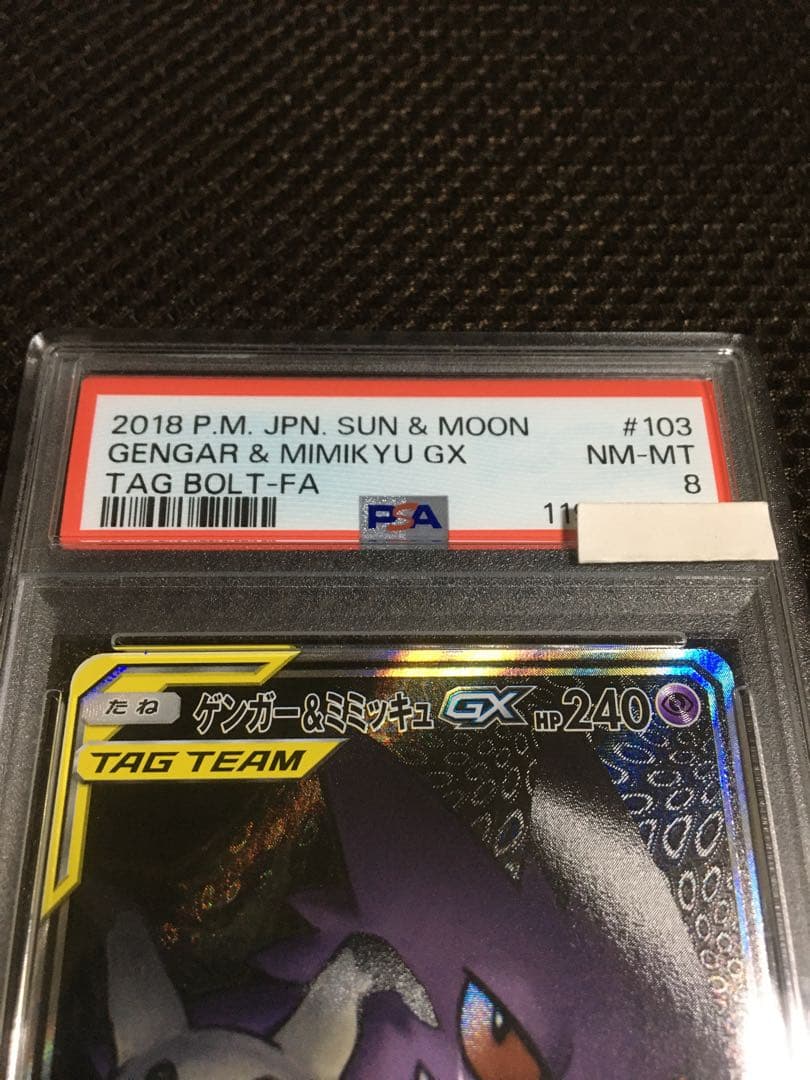 2018 P.M. JPN. SUN & MOON #103
GENGAR & MIMIKYU GX NM-MT
TAG BOLT-FA 8
PSA
たね ゲンガー&ミミッキュ GX HP240
TAG TEAM